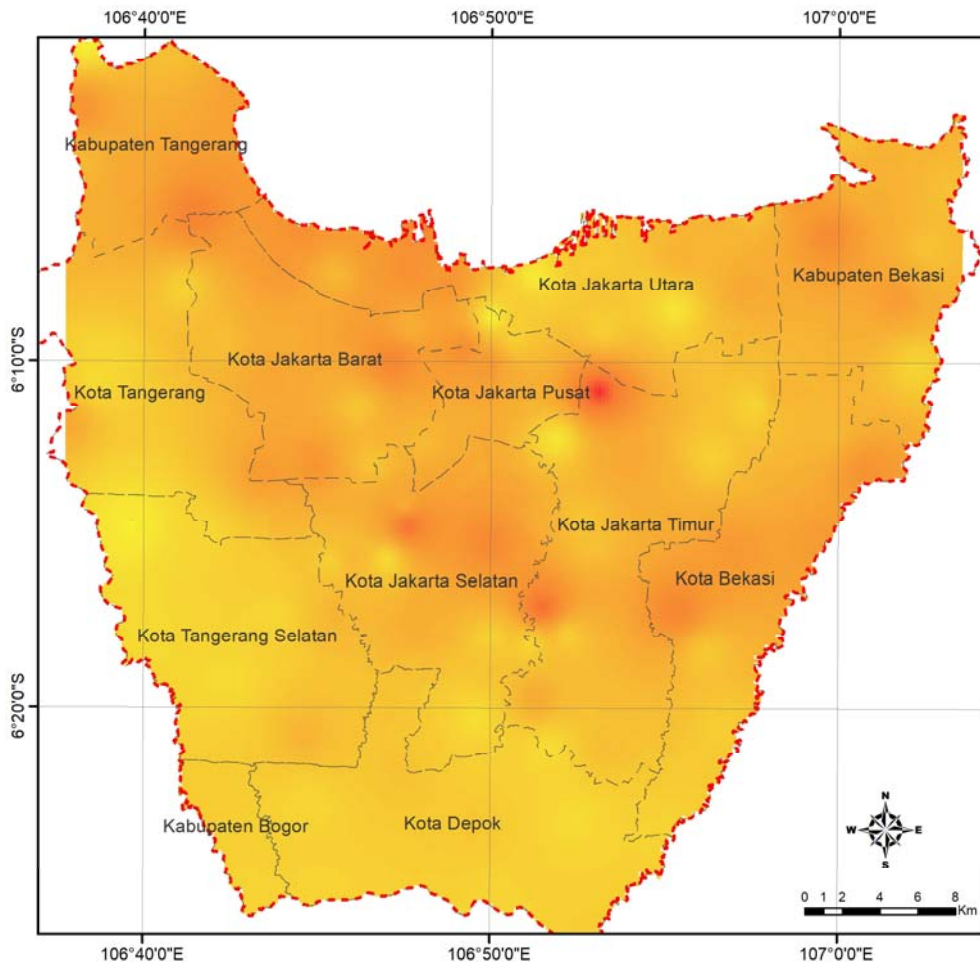 106°40'0"E 106°50'0"E 107°0'0"E
Kabupaten Tangerang
Kabupaten Bekasi
Kota Jakarta Utara
6°10'0"S
Kota Jakarta Barat
Kota Tangerang
Kota Jakarta Pusat
Kota Jakarta Timur
Kota Jakarta Selatan
Kota Bekasi
Kota Tangerang Selatan
6°20'0"S
Kabupaten Bogor
Kota Depok
N
W E
S
0 1 2 4 6 8
Km
106°40'0"E 106°50'0"E 107°0'0"E